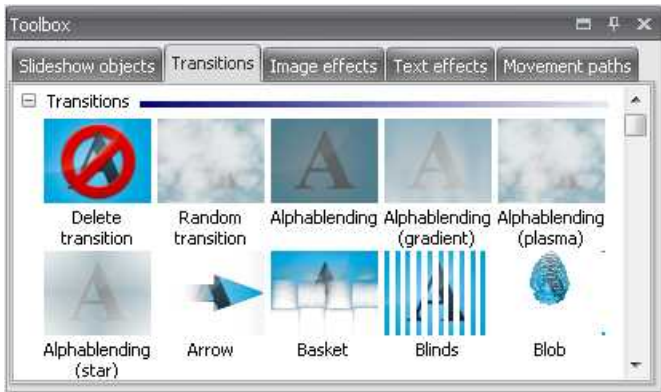 Toolbox
Slideshow objects Transitions Image effects Text effects Movement paths
Transitions
Delete transition
Random transition
Alphablending
Alphablending (gradient)
Alphablending (plasma)
Alphablending (star)
Arrow
Basket
Blinds
Blob